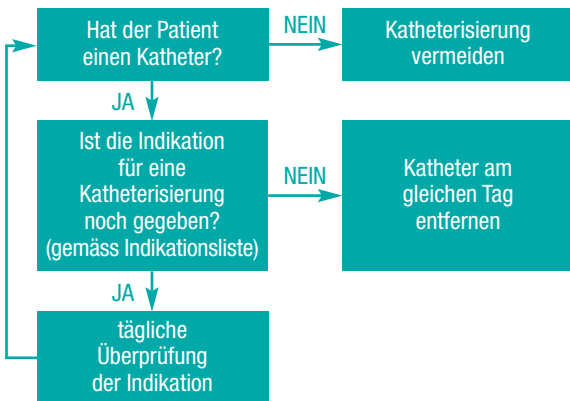 Hat der Patient
einen Katheter?
NEIN
Katheterisierung
vermeiden
JA
Ist die Indikation
für eine
Katheterisierung
noch gegeben?
(gemäss Indikationsliste)
NEIN
Katheter am
gleichen Tag
entfernen
JA
tägliche
Überprüfung
der Indikation